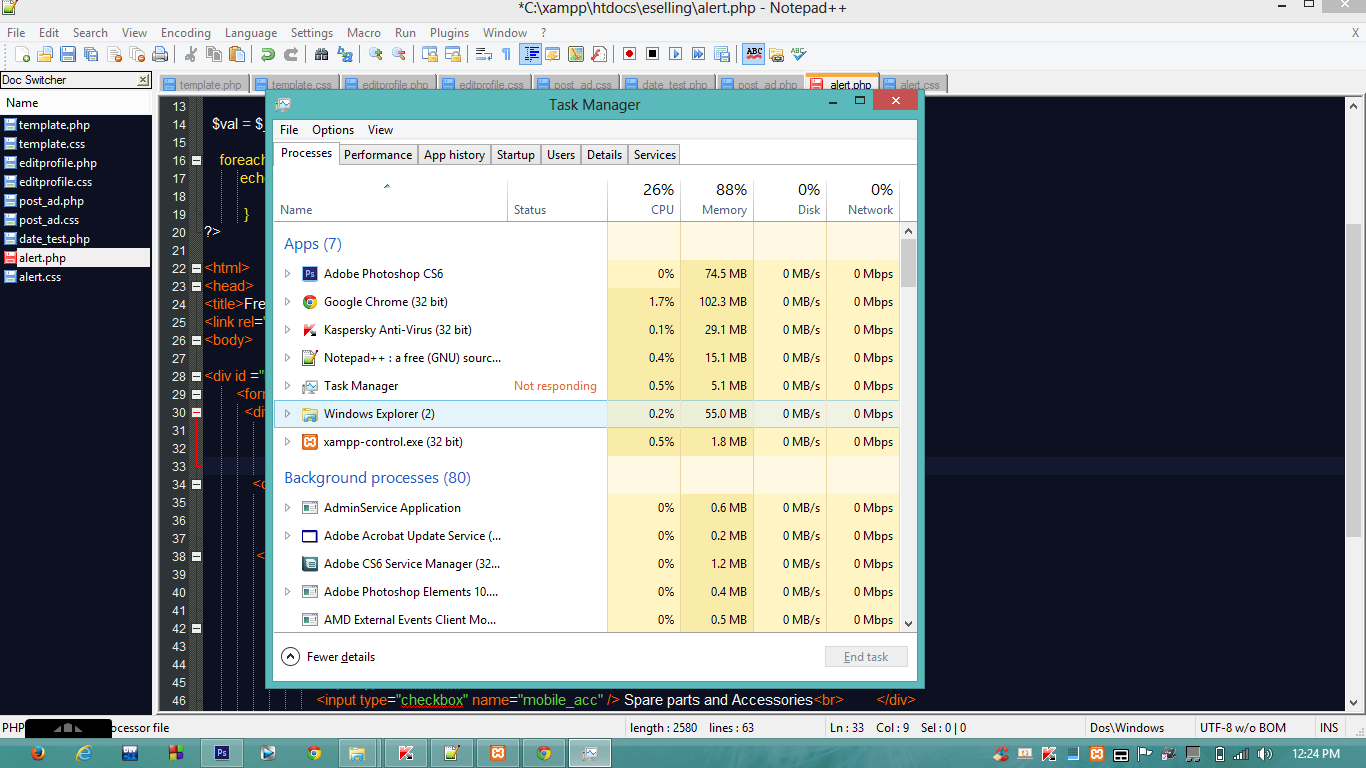 *C:\xampp\htdocs\eselling\alert.php - Notepad++
File Edit Search View Encoding Language Settings Macro Run Plugins Window ? X
Doc Switcher
template.php template.css editprofile.php editprofile.css post_ad.css date_test.php post_ad.php alert.php alert.css
Name
template.php
template.css
editprofile.php
editprofile.css
post_ad.php
post_ad.css
date_test.php
alert.php
alert.css
13
14 $val = $_
15
16 foreach
17 echo
18
19 }
20 ?>
21
22 <html>
23 <head>
24 <title>Fre
25 <link rel="
26 <body>
27
28 <div id ="
29 <for
30 <di
31
32
33
34 <d
35
36
37
38 <
39
40
41
42
43
44
45
46 <input type="checkbox" name="mobile_acc" /> Spare parts and Accessories<br> </div>
Task Manager
File Options View
Processes Performance App history Startup Users Details Services
26% 88% 0% 0%
Name Status CPU Memory Disk Network
Apps (7)
Adobe Photoshop CS6 0% 74.5 MB 0 MB/s 0 Mbps
Google Chrome (32 bit) 1.7% 102.3 MB 0 MB/s 0 Mbps
Kaspersky Anti-Virus (32 bit) 0.1% 29.1 MB 0 MB/s 0 Mbps
Notepad++ : a free (GNU) sourc... 0.4% 15.1 MB 0 MB/s 0 Mbps
Task Manager Not responding 0.5% 5.1 MB 0 MB/s 0 Mbps
Windows Explorer (2) 0.2% 55.0 MB 0 MB/s 0 Mbps
xampp-control.exe (32 bit) 0.5% 1.8 MB 0 MB/s 0 Mbps
Background processes (80)
AdminService Application 0% 0.6 MB 0 MB/s 0 Mbps
Adobe Acrobat Update Service (... 0% 0.2 MB 0 MB/s 0 Mbps
Adobe CS6 Service Manager (32... 0% 1.2 MB 0 MB/s 0 Mbps
Adobe Photoshop Elements 10.... 0% 0.4 MB 0 MB/s 0 Mbps
AMD External Events Client Mo... 0% 0.5 MB 0 MB/s 0 Mbps
Fewer details End task
PHP ocessor file length : 2580 lines : 63 Ln : 33 Col : 9 Sel : 0 | 0 Dos\Windows UTF-8 w/o BOM INS
12:24 PM